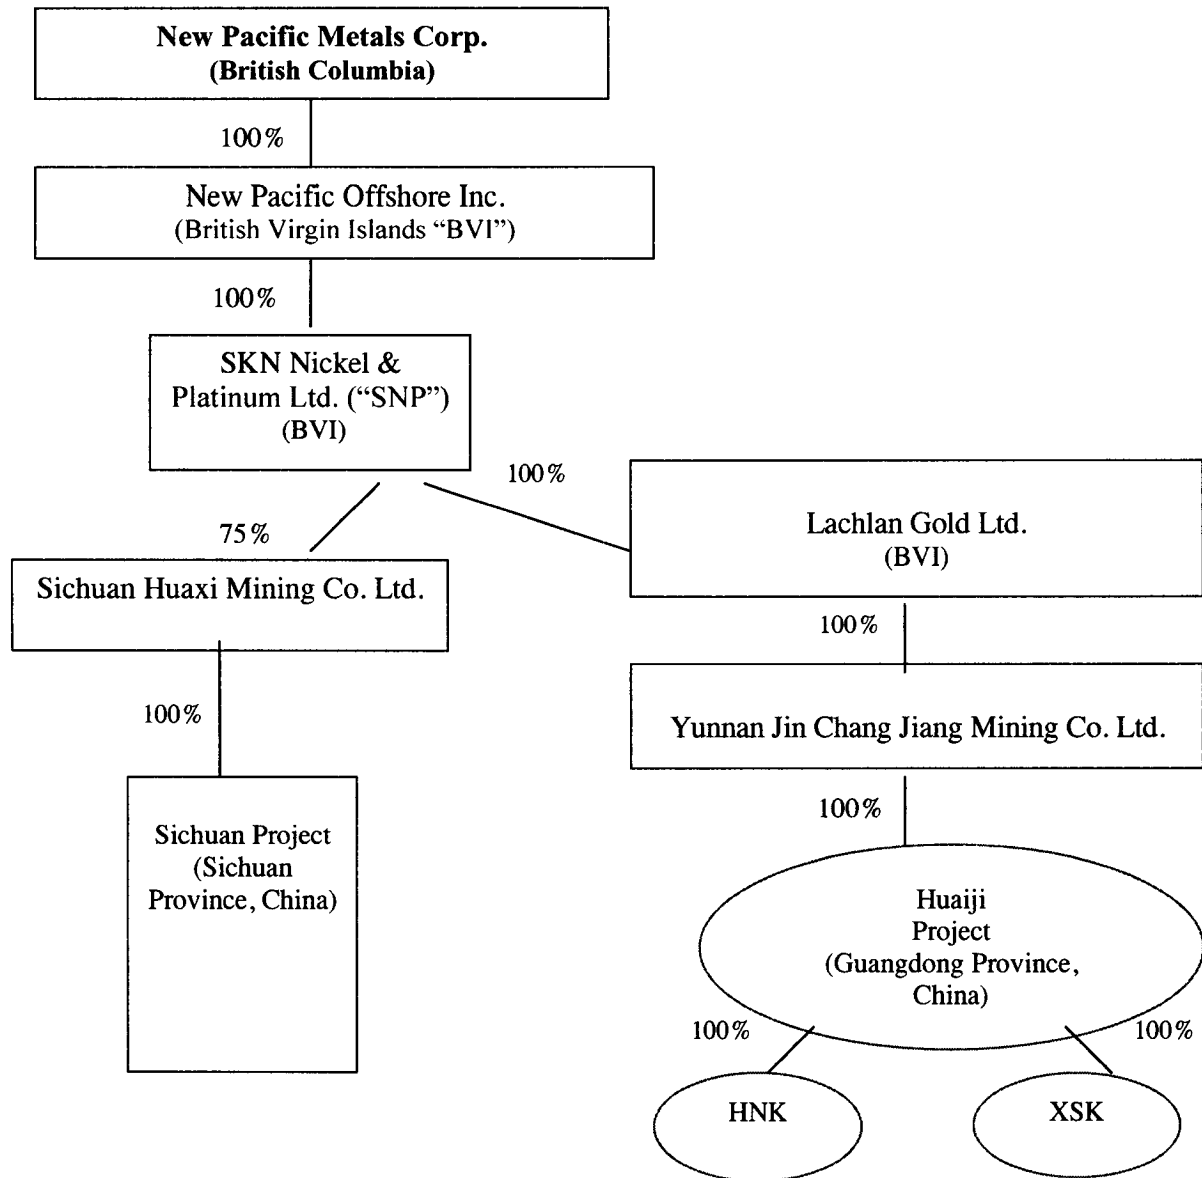 New Pacific Metals Corp.
(British Columbia)
100%
New Pacific Offshore Inc.
(British Virgin Islands “BVI”)
100%
SKN Nickel &
Platinum Ltd. (“SNP”)
(BVI)
100%
75%
Lachlan Gold Ltd.
(BVI)
Sichuan Huaxi Mining Co. Ltd.
100%
Yunnan Jin Chang Jiang Mining Co. Ltd.
100%
100%
Sichuan Project
(Sichuan
Province, China)
Huaiji
Project
(Guangdong Province,
China)
100%
100%
HNK
XSK